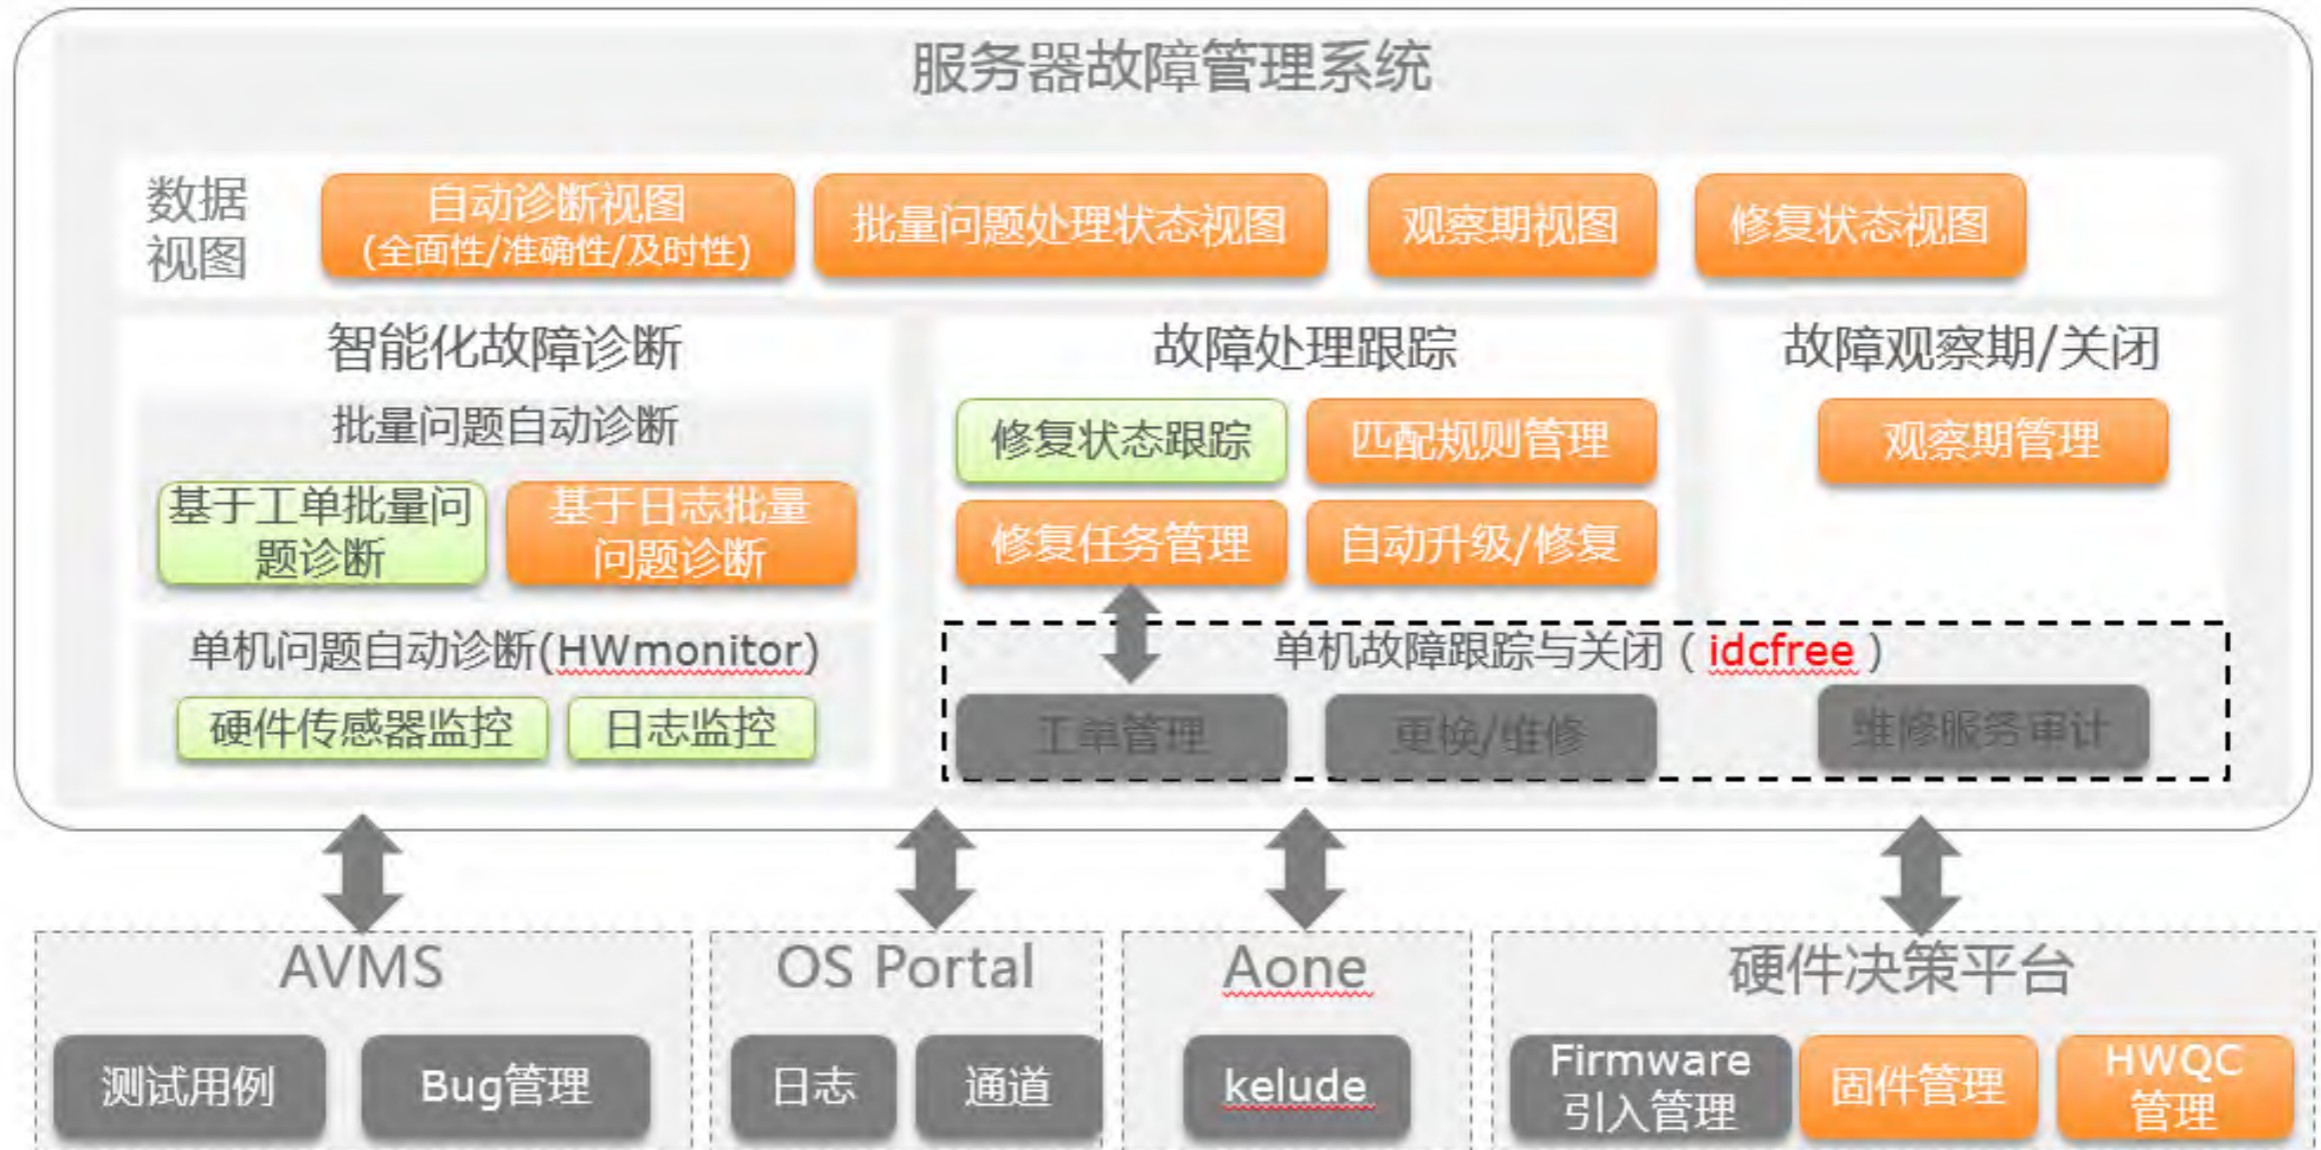 服务器故障管理系统
数据
视图
自动诊断视图
(全面性/准确性/及时性)
批量问题处理状态视图
观察期视图
修复状态视图
智能化故障诊断
批量问题自动诊断
基于工单批量问
题诊断
基于日志批量
问题诊断
单机问题自动诊断(HWmonitor)
硬件传感器监控
日志监控
故障处理跟踪
修复状态跟踪
匹配规则管理
修复任务管理
自动升级/修复
故障观察期/关闭
观察期管理
单机故障跟踪与关闭（idcfree）
工单管理
更换/维修
维修服务审计
AVMS
测试用例
Bug管理
OS Portal
日志
通道
Aone
kelude
硬件决策平台
Firmware
引入管理
固件管理
HWQC
管理